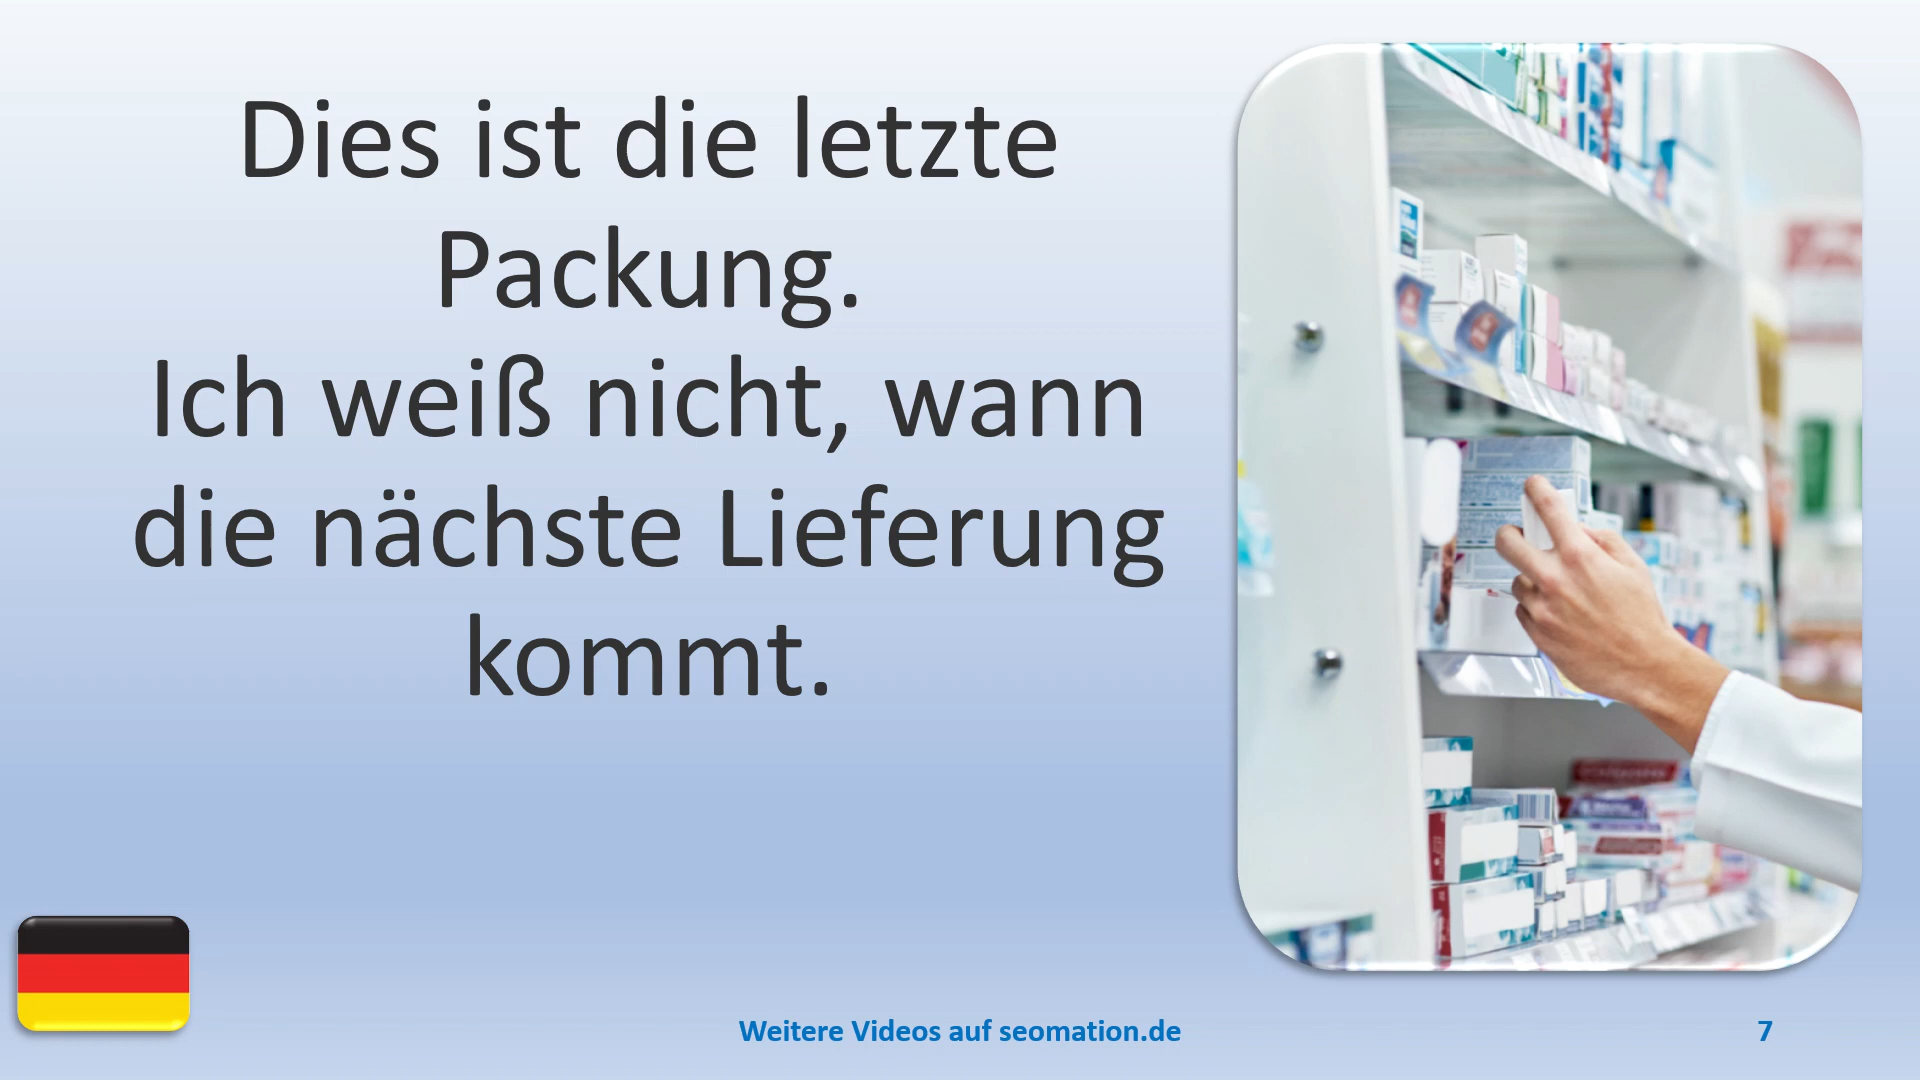 Dies ist die letzte
Packung.
Ich weiß nicht, wann
die nächste Lieferung
kommt.
Weitere Videos auf seomation.de
7